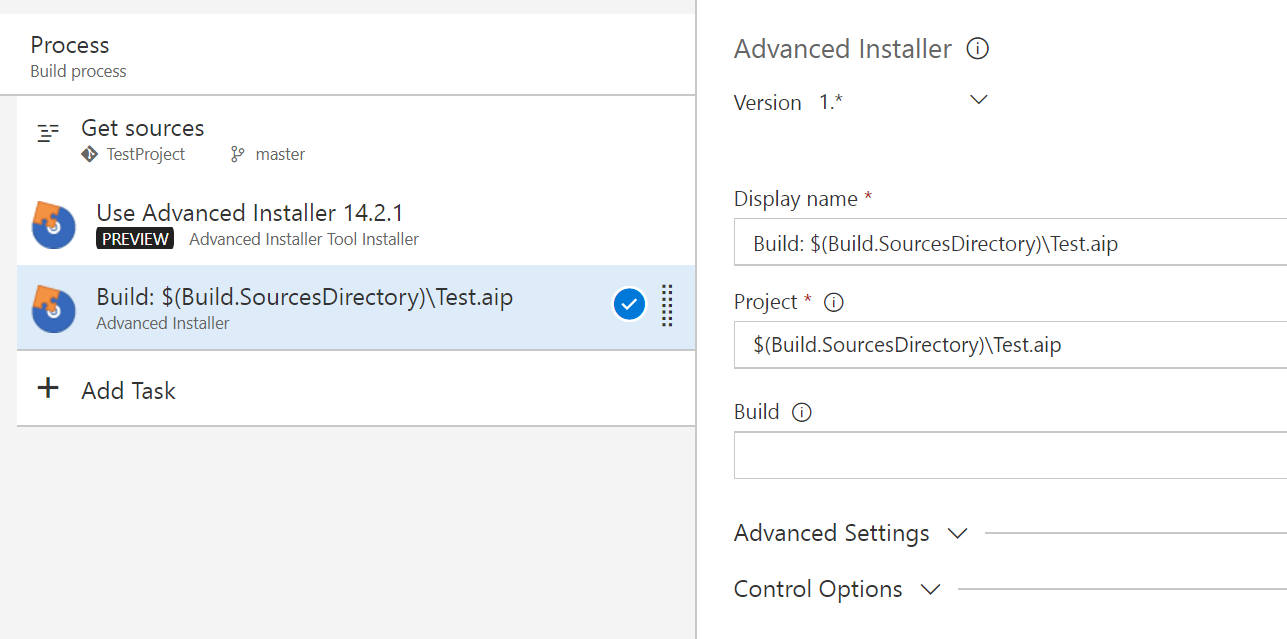 Process
Build process
Get sources
TestProject master
Use Advanced Installer 14.2.1
PREVIEW Advanced Installer Tool Installer
Build: $(Build.SourcesDirectory)\Test.aip
Advanced Installer
Add Task
Advanced Installer
Version 1.*
Display name *
Build: $(Build.SourcesDirectory)\Test.aip
Project *
$(Build.SourcesDirectory)\Test.aip
Build
Advanced Settings
Control Options